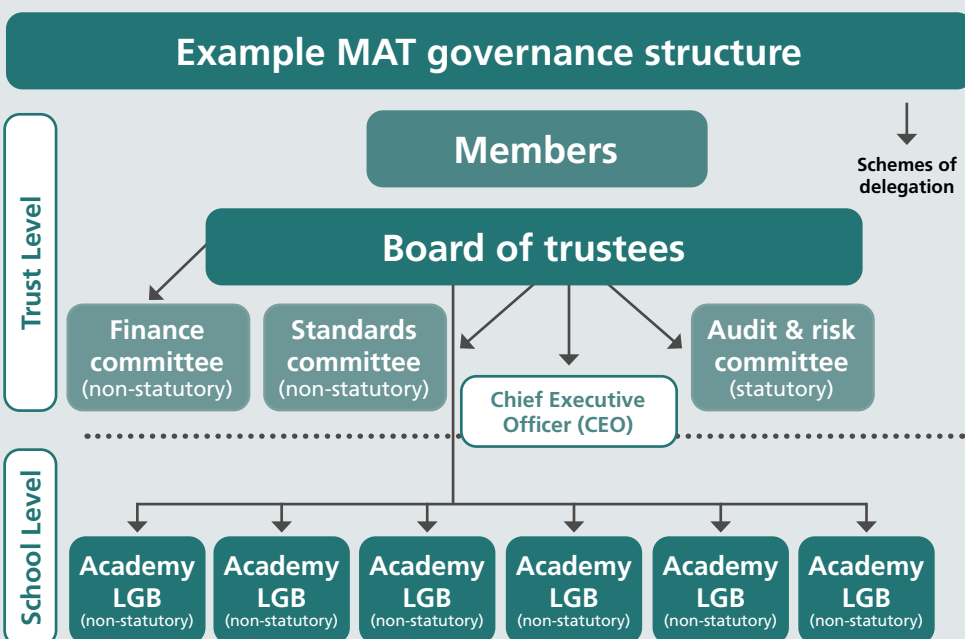 Example MAT governance structure
Members
Schemes of
delegation
Trust Level
Board of trustees
Finance
committee
(non-statutory)
Standards
committee
(non-statutory)
Chief Executive
Officer (CEO)
Audit & risk
committee
(statutory)
School Level
Academy
LGB
(non-statutory)
Academy
LGB
(non-statutory)
Academy
LGB
(non-statutory)
Academy
LGB
(non-statutory)
Academy
LGB
(non-statutory)
Academy
LGB
(non-statutory)